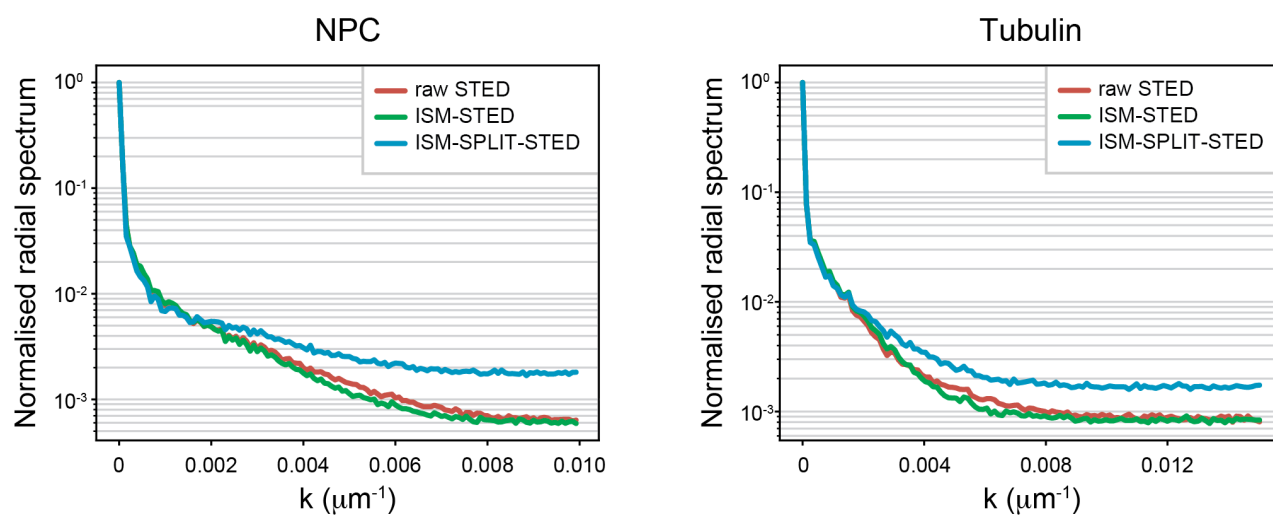 NPC
Normalised radial spectrum
10⁰
10⁻¹
10⁻²
10⁻³
raw STED
ISM-STED
ISM-SPLIT-STED
0 0.002 0.004 0.006 0.008 0.010
k (μm⁻¹)
Tubulin
Normalised radial spectrum
10⁰
10⁻¹
10⁻²
10⁻³
raw STED
ISM-STED
ISM-SPLIT-STED
0 0.004 0.008 0.012
k (μm⁻¹)